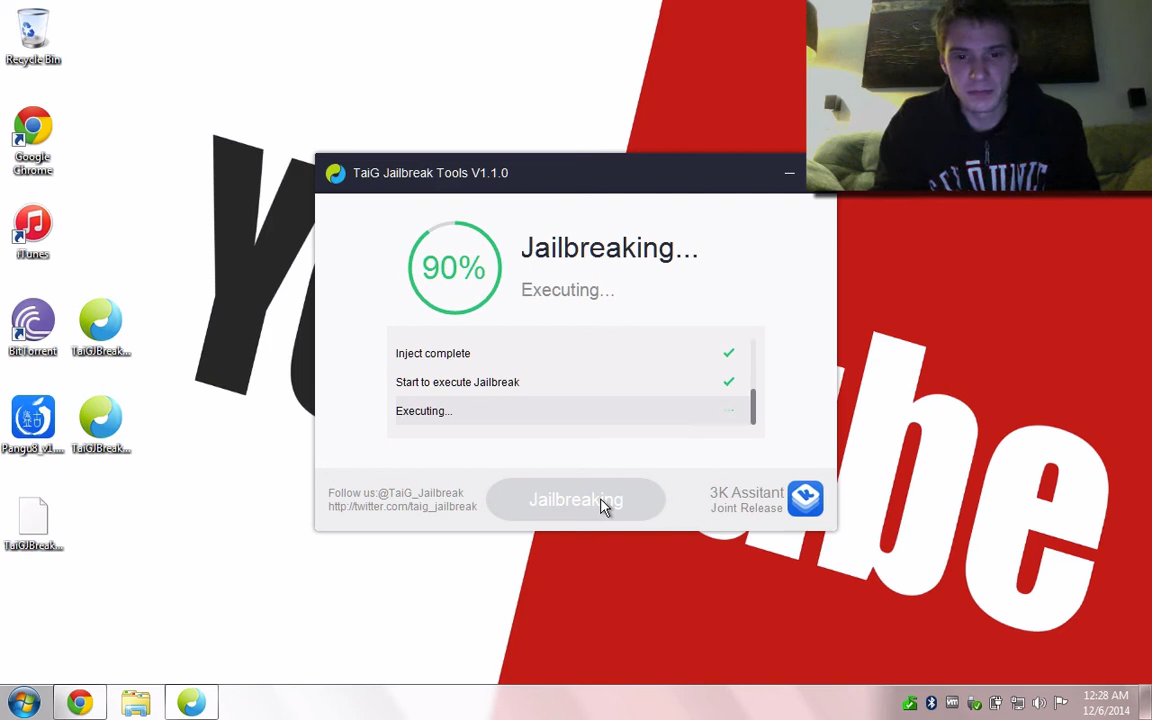 Recycle Bin
Google
Chrome
iTunes
BitTorrent
TaiGJBreak...
Pangu8_v1....
TaiGJBreak...
TaiGJBreak...
You
ube
TaiG Jailbreak Tools V1.1.0
90%
Jailbreaking...
Executing...
Inject complete
Start to execute Jailbreak
Executing...
Follow us:@TaiG_Jailbreak
http://twitter.com/taig_jailbreak
Jailbreaking
3K Assitant
Joint Release
12:28 AM
12/6/2014